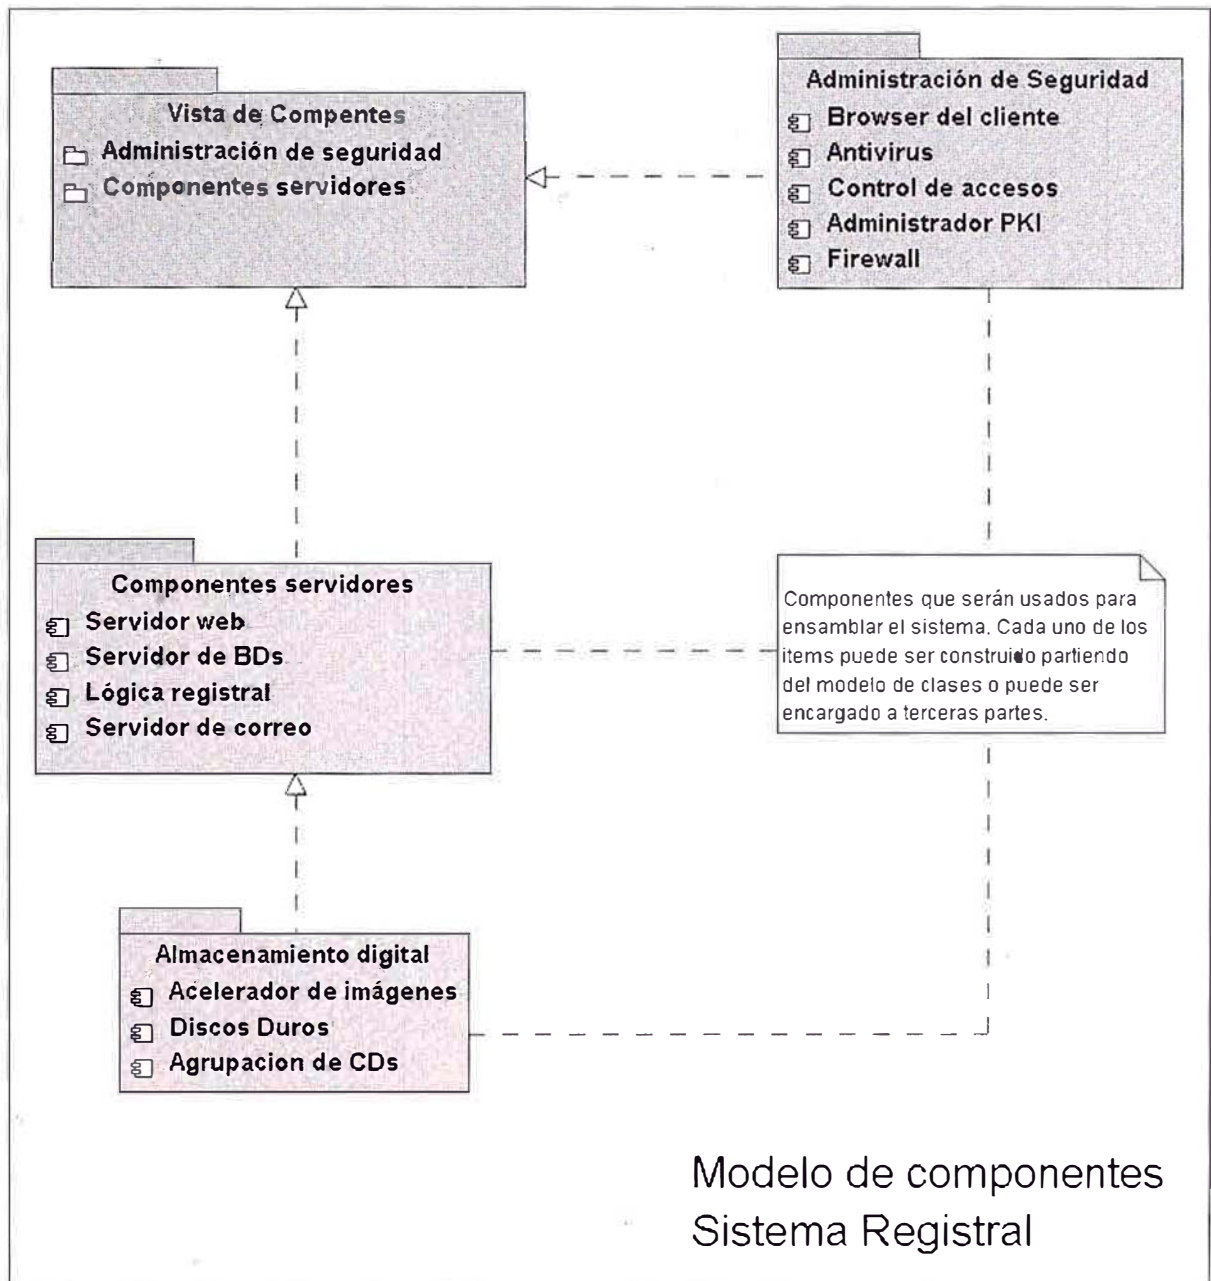 Vista de Compentes
Administración de seguridad
Componentes servidores
Administración de Seguridad
Browser del cliente
Antivirus
Control de accesos
Administrador PKI
Firewall
Componentes servidores
Servidor web
Servidor de BDs
Lógica registral
Servidor de correo
Componentes que serán usados para
ensamblar el sistema. Cada uno de los
items puede ser construido partiendo
del modelo de clases o puede ser
encargado a terceras partes.
Almacenamiento digital
Acelerador de imágenes
Discos Duros
Agrupacion de CDs
Modelo de componentes
Sistema Registral